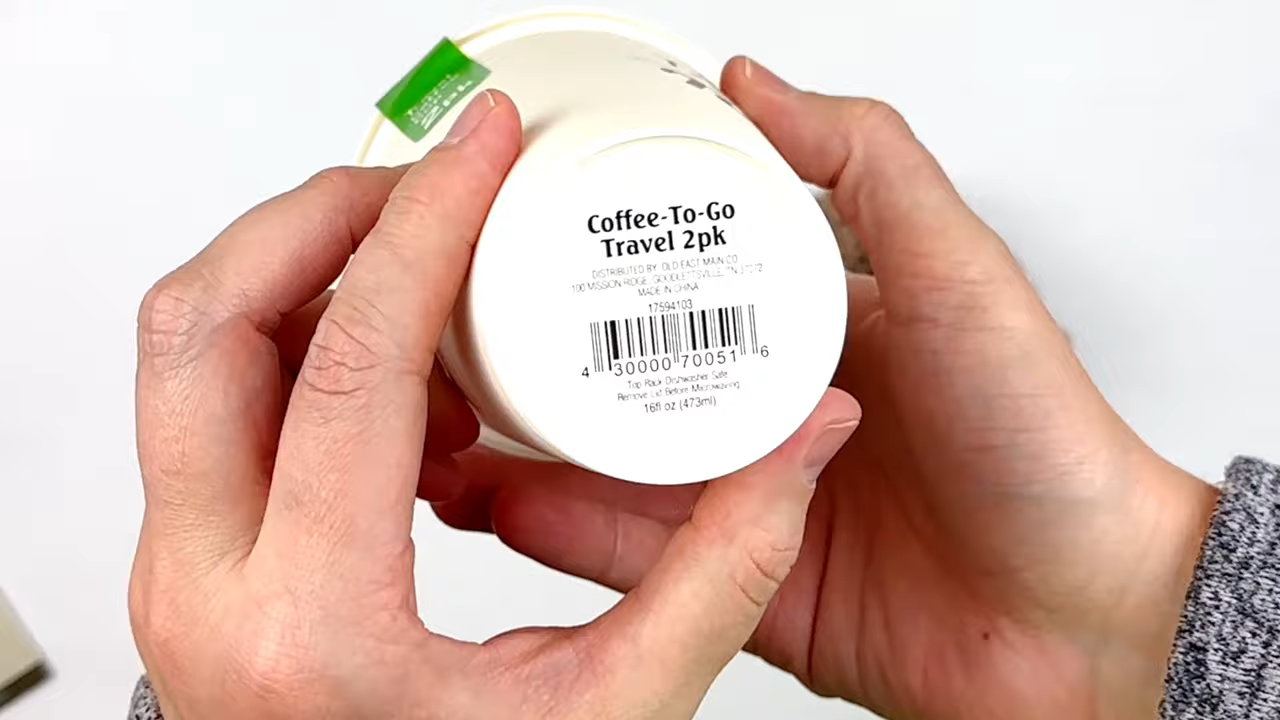 Coffee-To-Go
Travel 2pk
DISTRIBUTED BY: OLD EAST MAIN CO.
100 MISSION RIDGE, GOODLETTSVILLE, TN
MADE IN CHINA
17594103
4 30000 70051 6
Top Rack Dishwasher Safe
Remove Lid Before Microwaving
16fl oz (473ml)